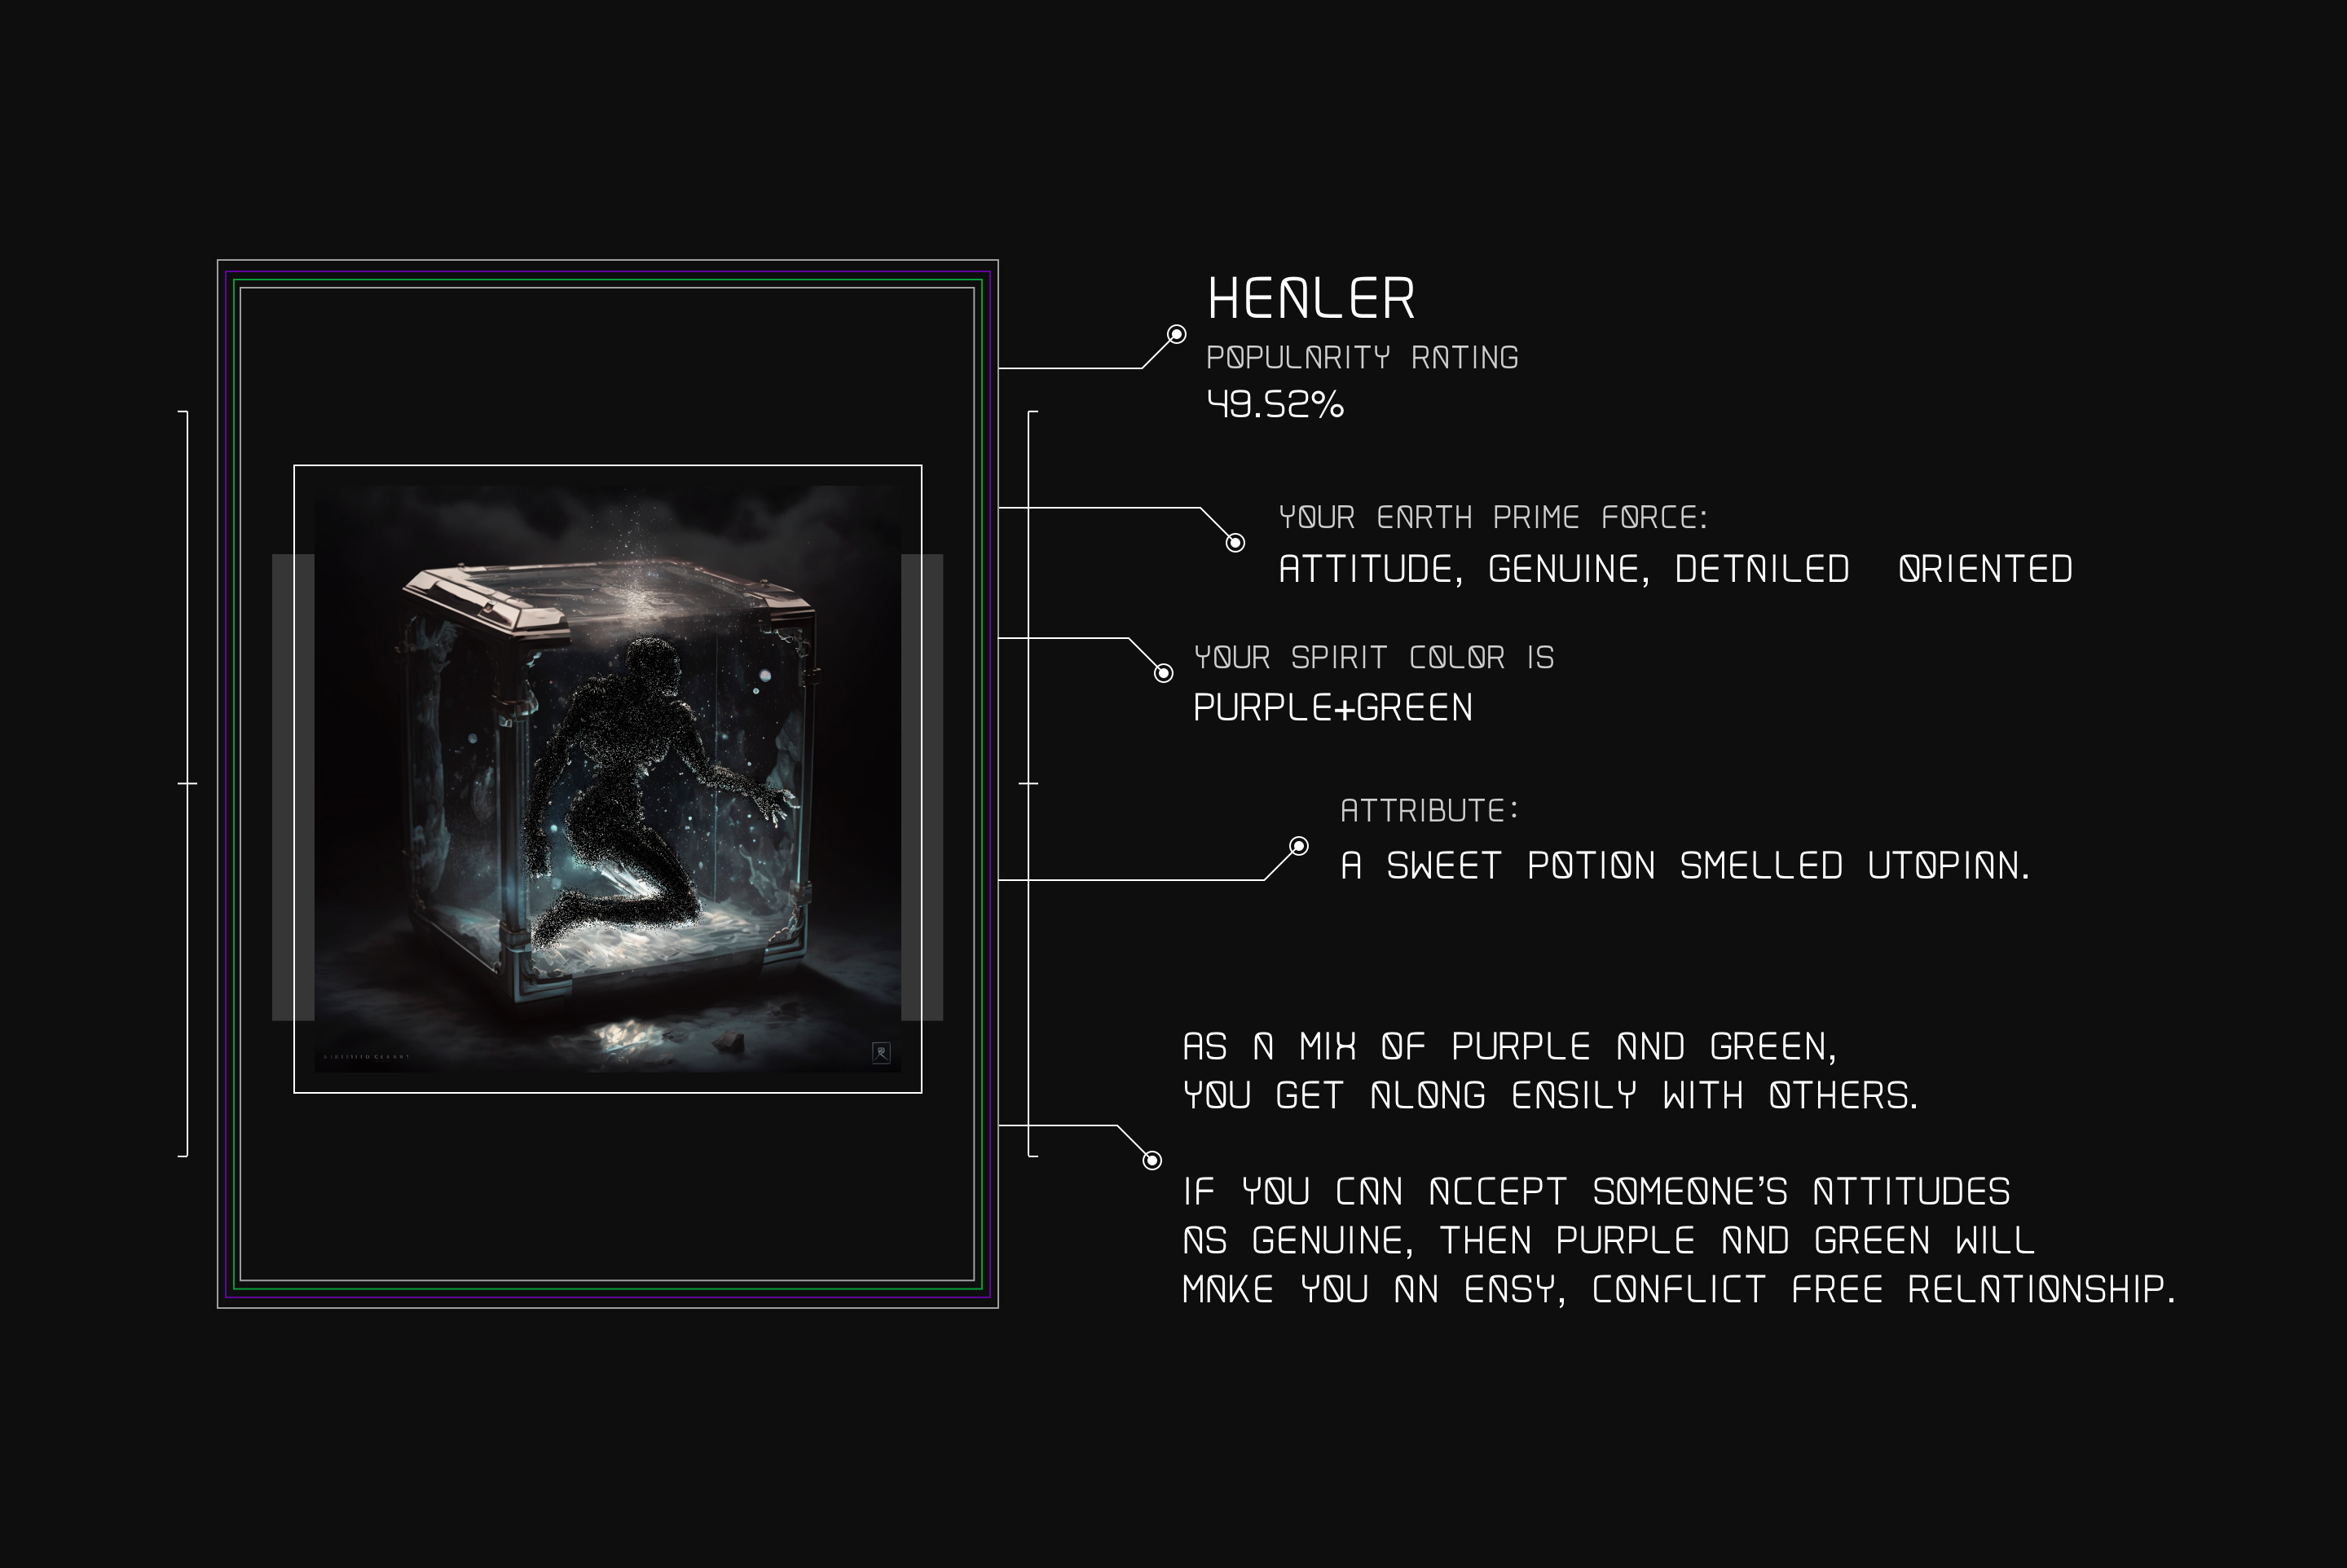 HEALER
POPULARITY RATING
49.52%
YOUR EARTH PRIME FORCE:
ATTITUDE, GENUINE, DETAILED ORIENTED
YOUR SPIRIT COLOR IS
PURPLE+GREEN
ATTRIBUTE:
A SWEET POTION SMELLED UTOPIAN.
AS A MIX OF PURPLE AND GREEN,
YOU GET ALONG EASILY WITH OTHERS.
IF YOU CAN ACCEPT SOMEONE'S ATTITUDES
AS GENUINE, THEN PURPLE AND GREEN WILL
MAKE YOU AN EASY, CONFLICT FREE RELATIONSHIP.